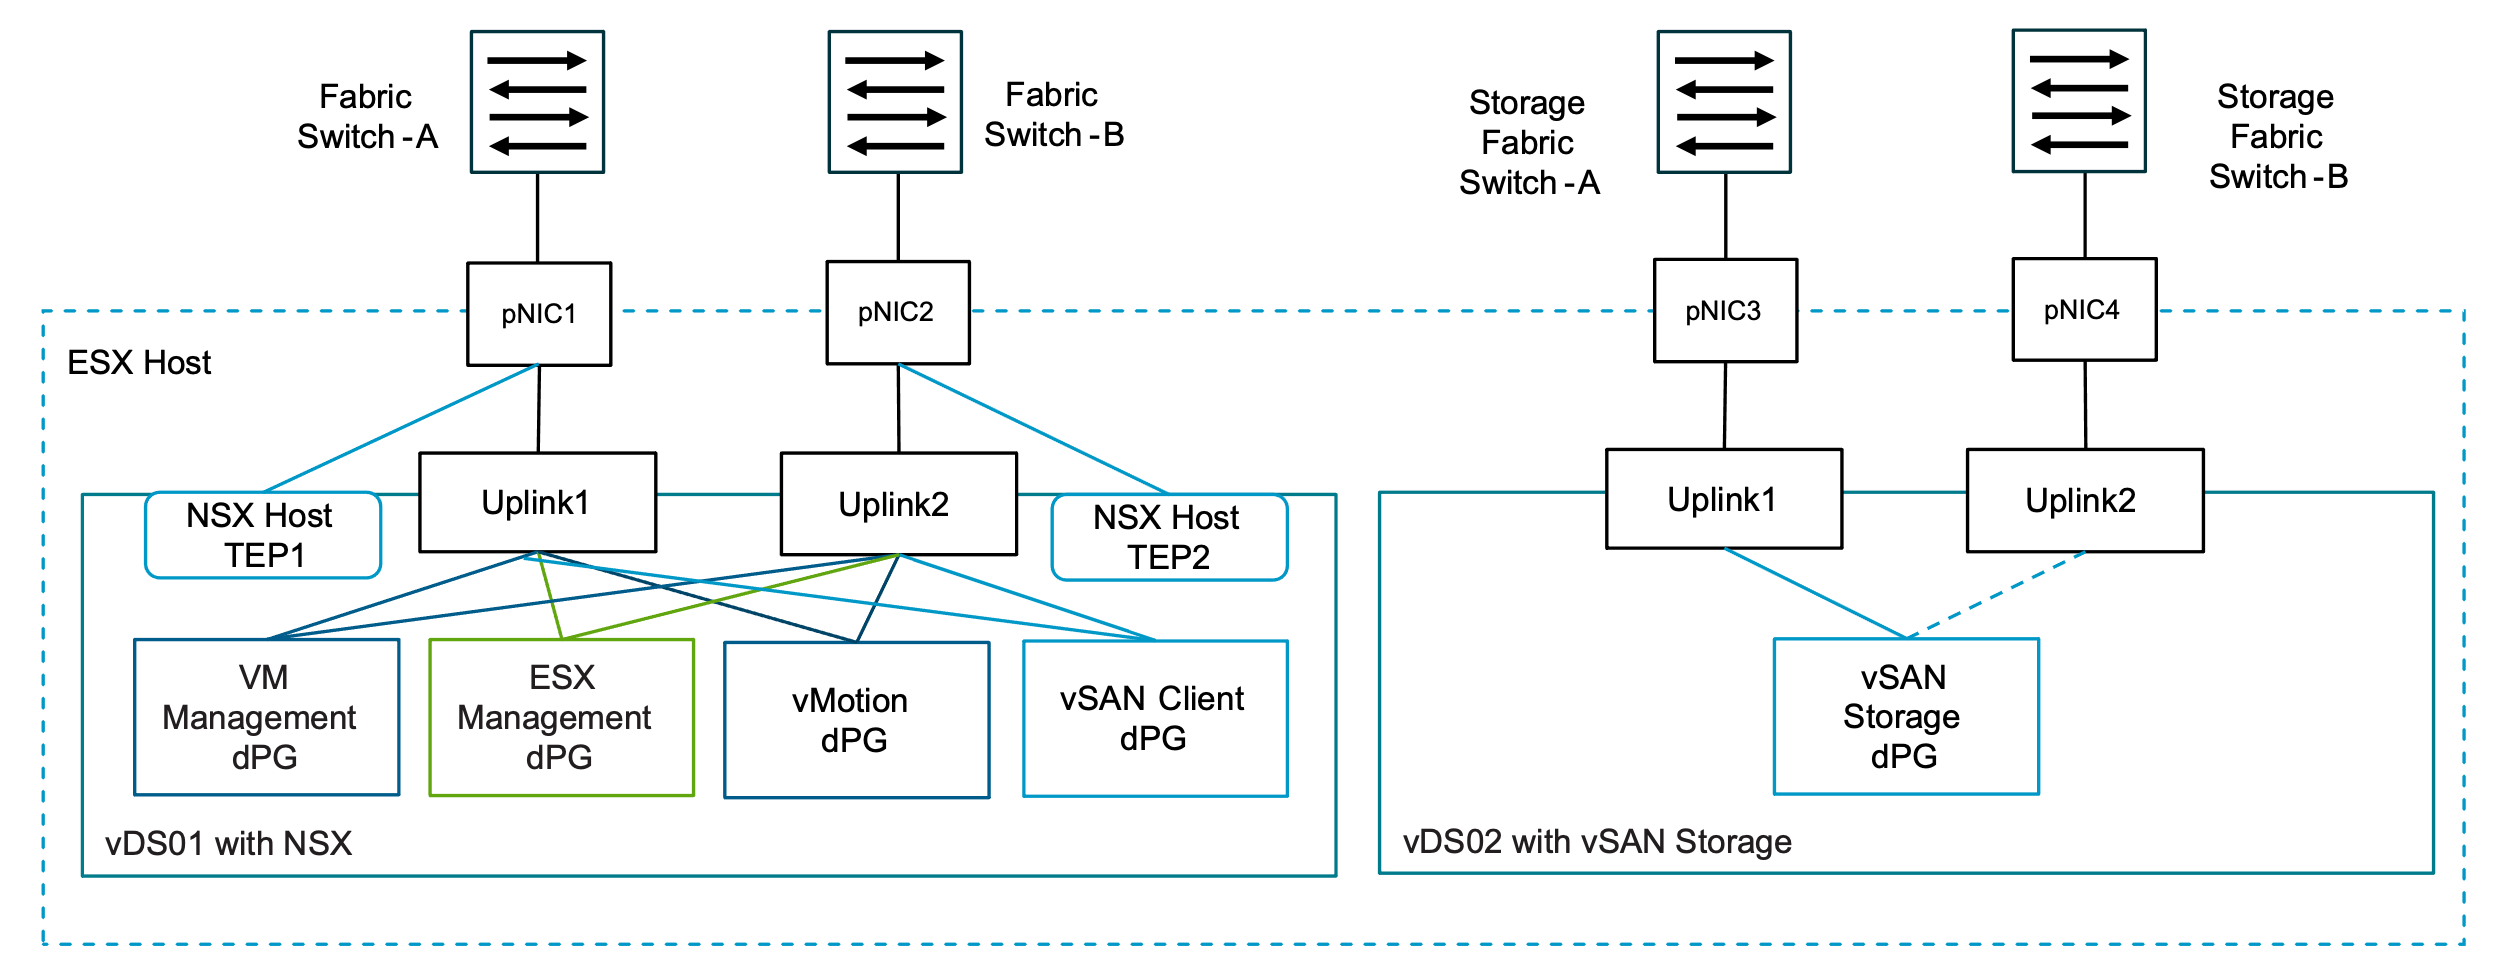 Fabric
Switch-A
Fabric
Switch-B
Storage
Fabric
Switch-A
Storage
Fabric
Switch-B
pNIC1
pNIC2
pNIC3
pNIC4
ESX Host
NSX Host
TEP1
Uplink1
Uplink2
NSX Host
TEP2
Uplink1
Uplink2
VM
Management
dPG
ESX
Management
dPG
vMotion
dPG
vSAN Client
dPG
vSAN
Storage
dPG
vDS01 with NSX
vDS02 with vSAN Storage